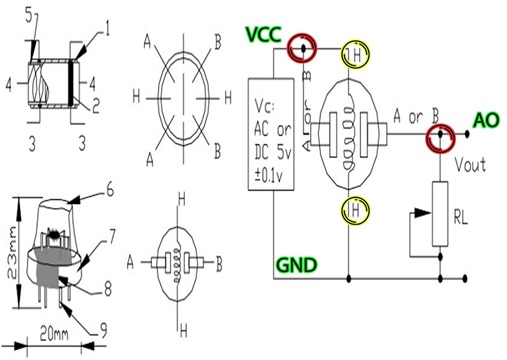 5
1
4
4
2
3
3
A
B
H
H
A
B
6
7
8
9
23mm
20mm
H
A
B
H
VCC
H
Vc:
AC or
DC 5v
±0.1v
A or B
A or B
AO
Vout
H
RL
GND